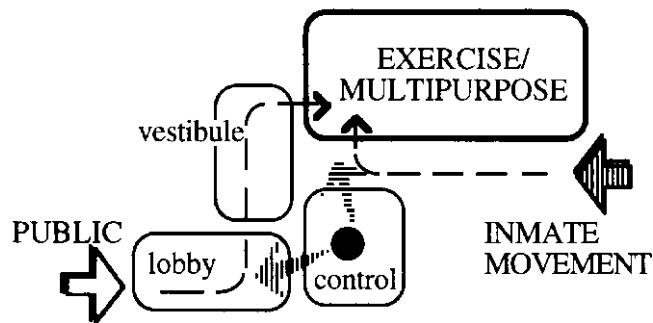 EXERCISE/
MULTIPURPOSE
vestibule
PUBLIC
lobby
control
INMATE
MOVEMENT